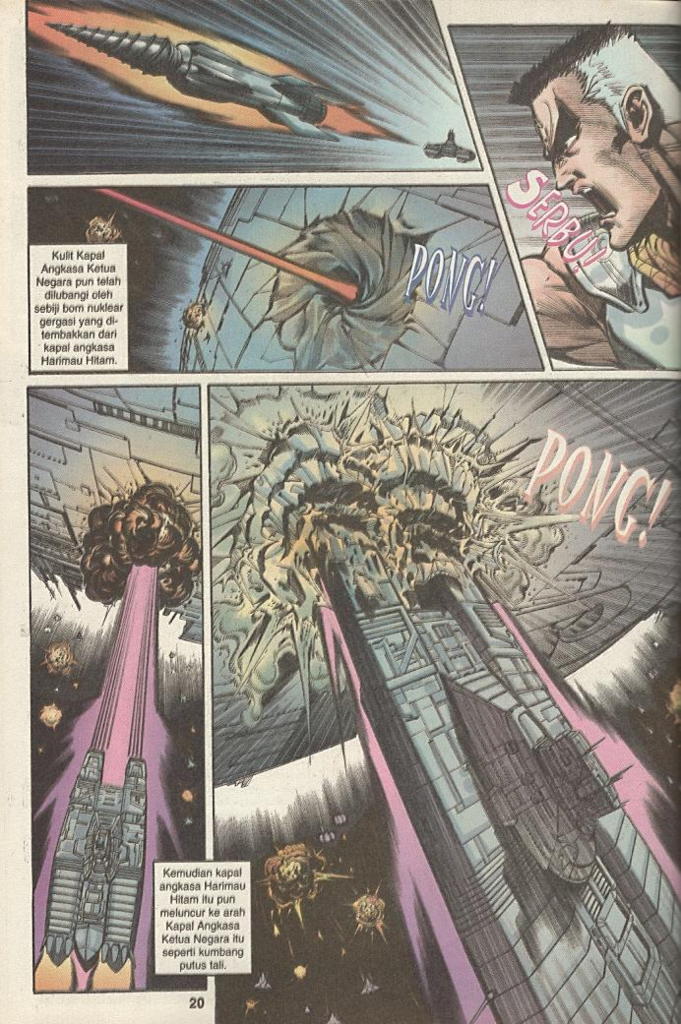 SERBU!
Kulit Kapal
Angkasa Ketua
Negara pun telah
dilubangi oleh
sebiji bom nuklear
gergasi yang di-
tembakkan dari
kapal angkasa
Harimau Hitam.
PONG!
PONG!
Kemudian kapal
angkasa Harimau
Hitam itu pun
meluncur ke arah
Kapal Angkasa
Ketua Negara itu
seperti kumbang
putus tali.
20